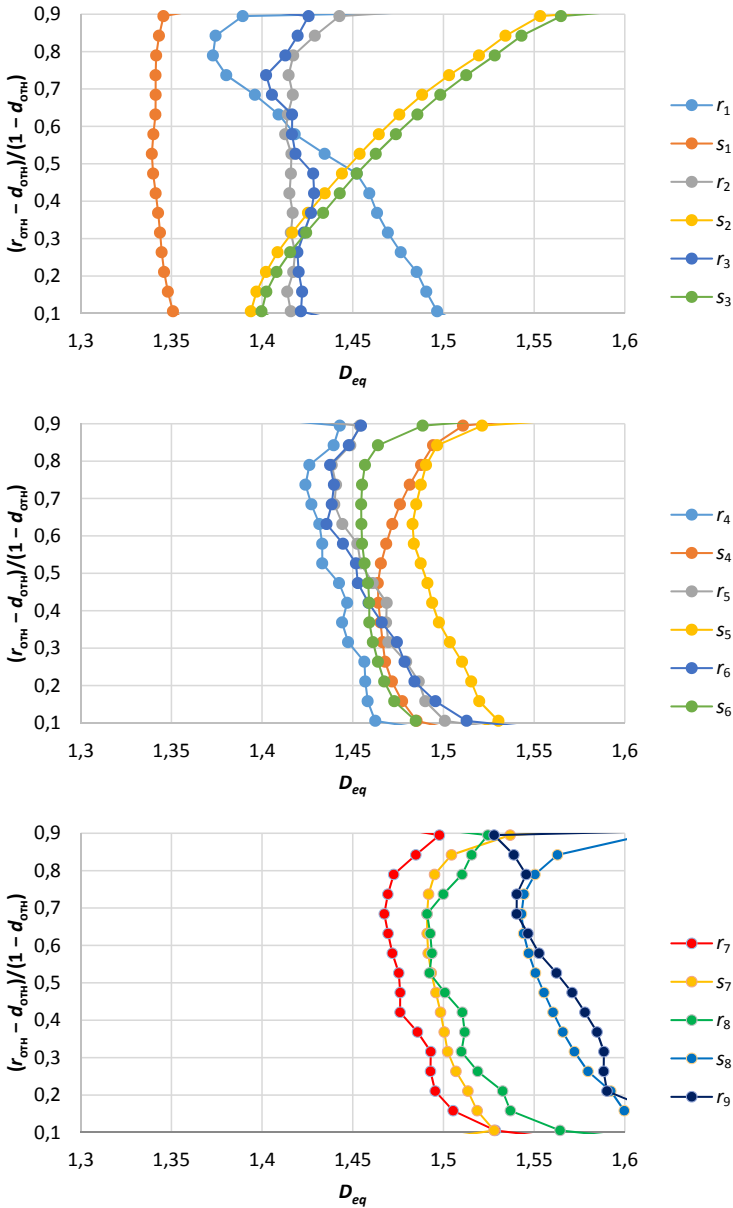 0,9
0,8
0,7
0,6
0,5
0,4
0,3
0,2
0,1
(rотн – dотн)/(1 – dотн)
1,3 1,35 1,4 1,45 1,5 1,55 1,6
Deq
r1
s1
r2
s2
r3
s3
0,9
0,8
0,7
0,6
0,5
0,4
0,3
0,2
0,1
(rотн – dотн)/(1 – dотн)
1,3 1,35 1,4 1,45 1,5 1,55 1,6
Deq
r4
s4
r5
s5
r6
s6
0,9
0,8
0,7
0,6
0,5
0,4
0,3
0,2
0,1
(rотн – dотн)/(1 – dотн)
1,3 1,35 1,4 1,45 1,5 1,55 1,6
Deq
r7
s7
r8
s8
r9